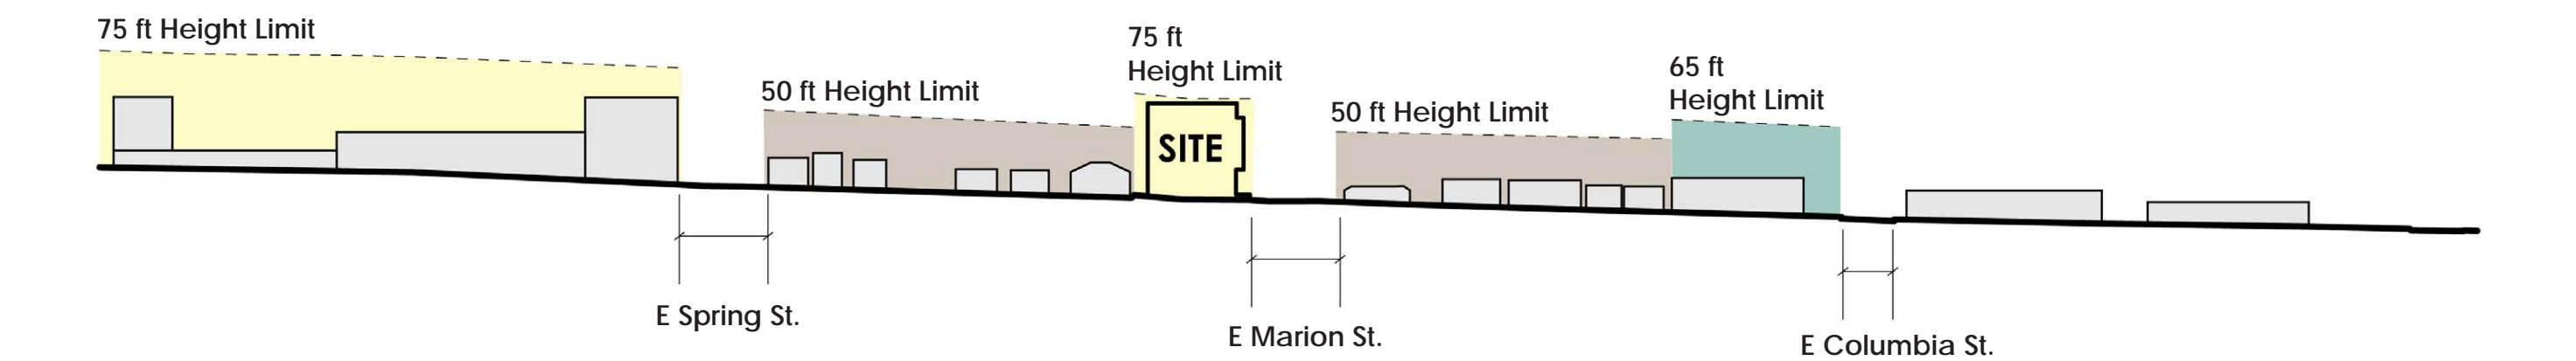 75 ft Height Limit
50 ft Height Limit
75 ft
Height Limit
SITE
50 ft Height Limit
65 ft
Height Limit
E Spring St.
E Marion St.
E Columbia St.